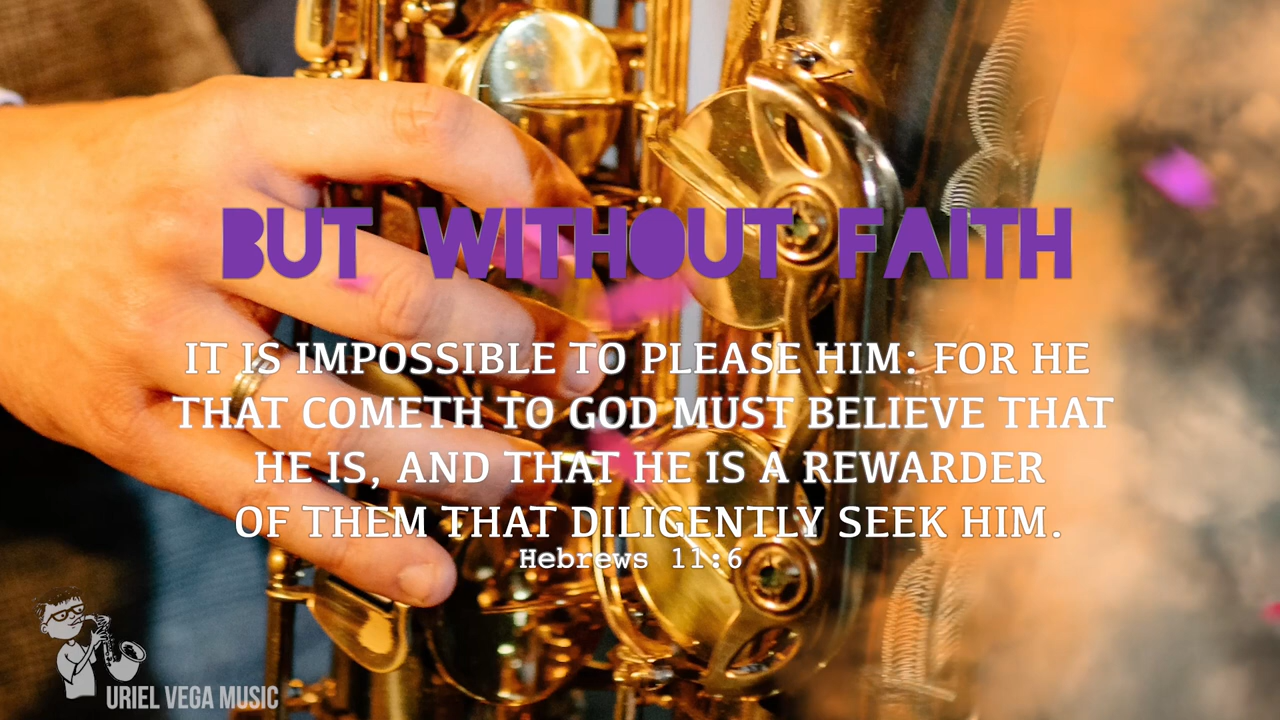 BUT WITHOUT FAITH
IT IS IMPOSSIBLE TO PLEASE HIM: FOR HE
THAT COMETH TO GOD MUST BELIEVE THAT
HE IS, AND THAT HE IS A REWARDER
OF THEM THAT DILIGENTLY SEEK HIM.
Hebrews 11:6
URIEL VEGA MUSIC